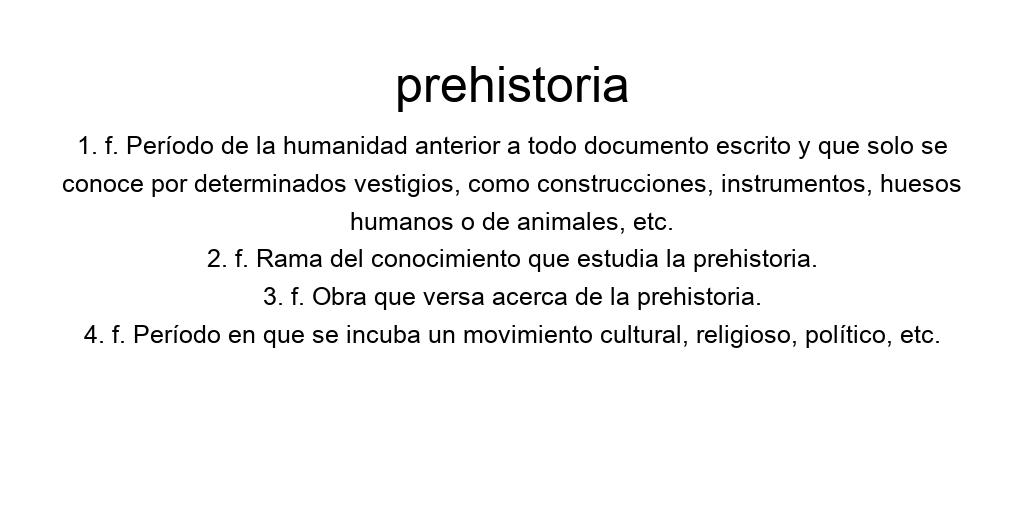 prehistoria
1. f. Período de la humanidad anterior a todo documento escrito y que solo se
conoce por determinados vestigios, como construcciones, instrumentos, huesos
humanos o de animales, etc.
2. f. Rama del conocimiento que estudia la prehistoria.
3. f. Obra que versa acerca de la prehistoria.
4. f. Período en que se incuba un movimiento cultural, religioso, político, etc.